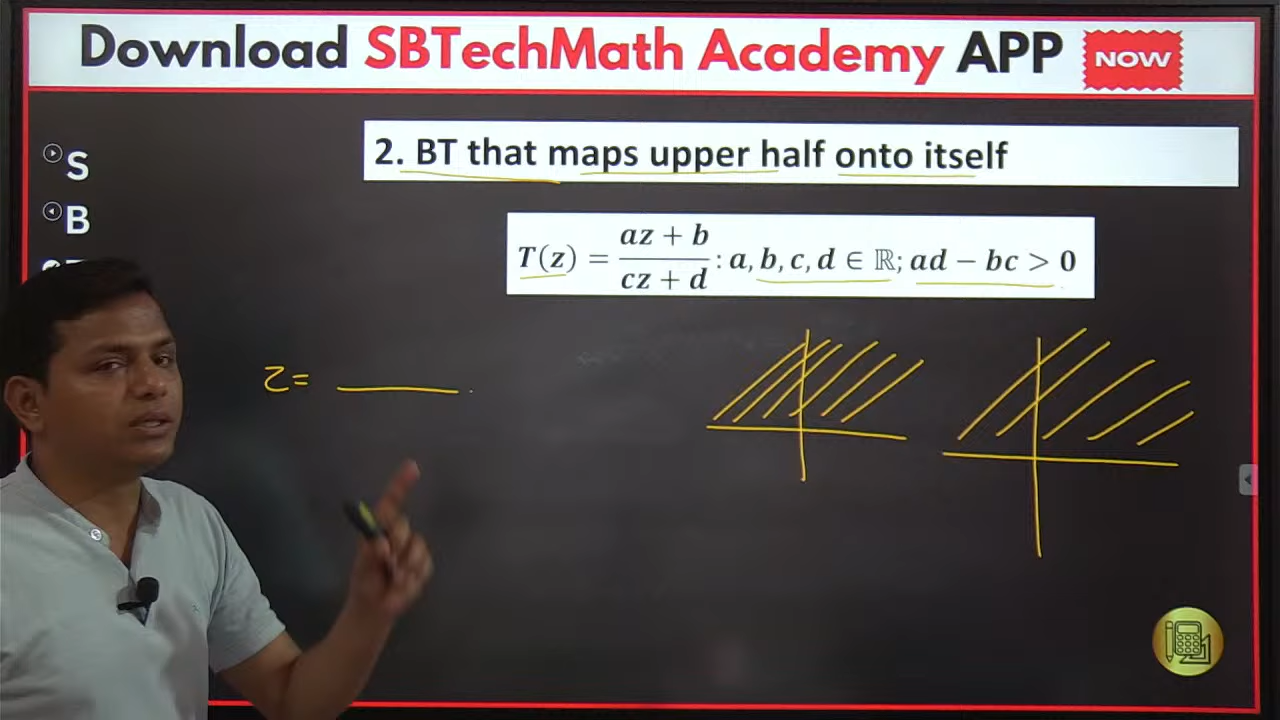 Download SBTechMath Academy APP NOW
S
B
2. BT that maps upper half onto itself
T(z) = az + b / cz + d : a, b, c, d ∈ ℝ; ad − bc > 0
z =